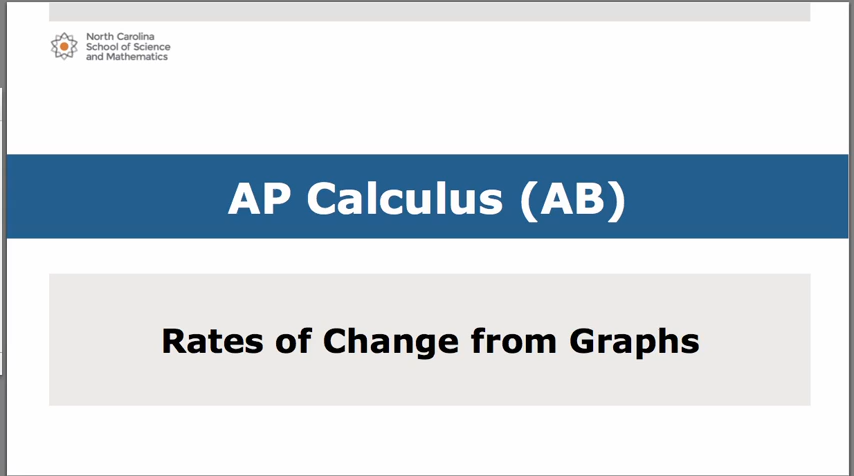 North Carolina
School of Science
and Mathematics
AP Calculus (AB)
Rates of Change from Graphs